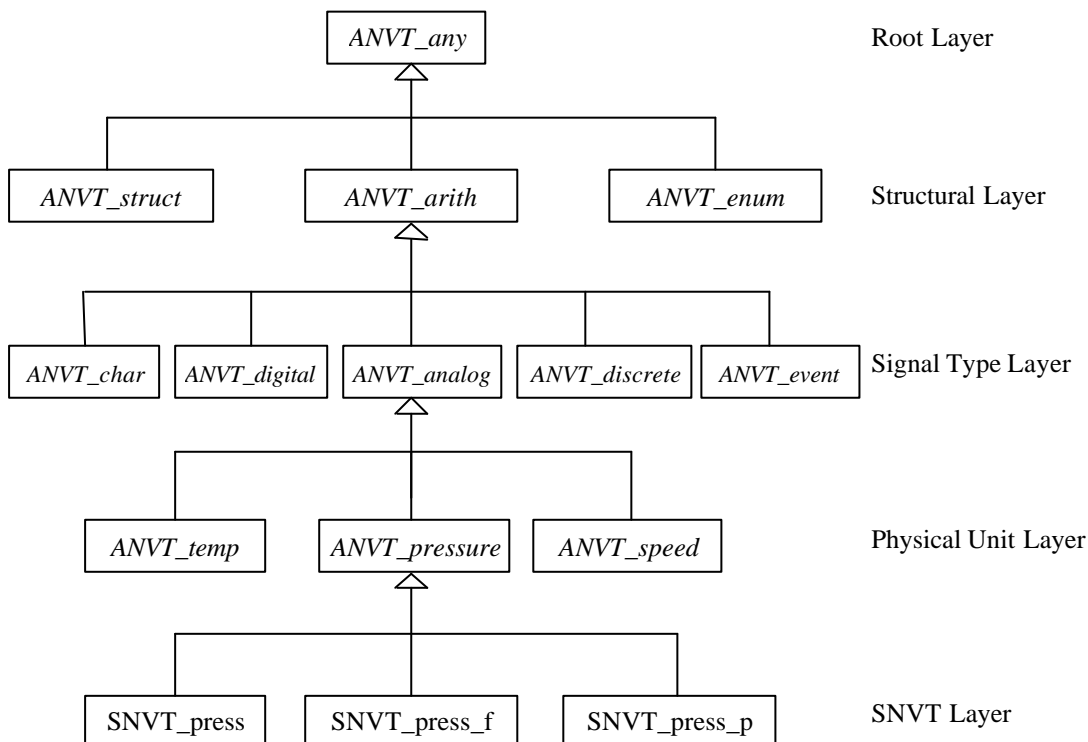 ANVT_any
Root Layer
ANVT_struct
ANVT_arith
ANVT_enum
Structural Layer
ANVT_char
ANVT_digital
ANVT_analog
ANVT_discrete
ANVT_event
Signal Type Layer
ANVT_temp
ANVT_pressure
ANVT_speed
Physical Unit Layer
SNVT_press
SNVT_press_f
SNVT_press_p
SNVT Layer